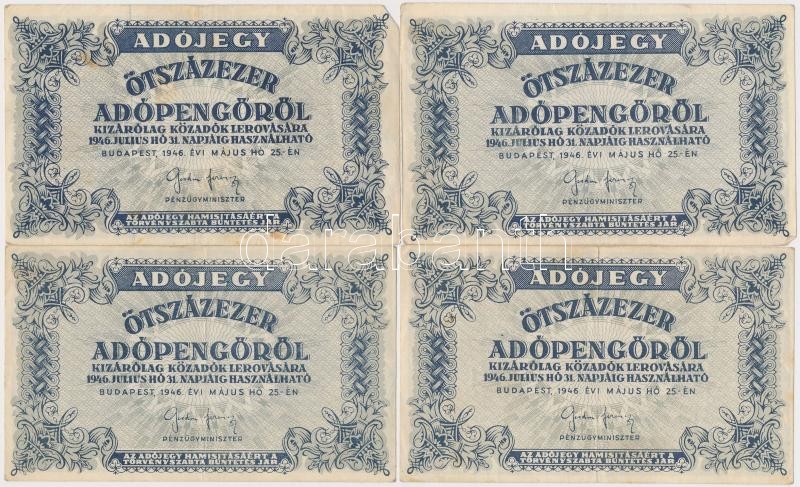 ADÓJEGY
ÖTSZÁZEZER
ADÓPENGŐRŐL
KIZÁRÓLAG KÖZADÓK LEROVÁSÁRA
1946. JULIUS HÓ 31. NAPJÁIG HASZNÁLHATÓ
BUDAPEST, 1946. ÉVI MÁJUS HÓ 25.-ÉN
PÉNZÜGYMINISZTER
AZ ADÓJEGY HAMISITÁSÁÉRT A
TÖRVÉNYSZABTA BÜNTETÉS JÁR
ADÓJEGY
ÖTSZÁZEZER
ADÓPENGŐRŐL
KIZÁRÓLAG KÖZADÓK LEROVÁSÁRA
1946. JULIUS HÓ 31. NAPJÁIG HASZNÁLHATÓ
BUDAPEST, 1946. ÉVI MÁJUS HÓ 25.-ÉN
PÉNZÜGYMINISZTER
AZ ADÓJEGY HAMISITÁSÁÉRT A
TÖRVÉNYSZABTA BÜNTETÉS JÁR
darabanth
ADÓJEGY
ÖTSZÁZEZER
ADÓPENGŐRŐL
KIZÁRÓLAG KÖZADÓK LEROVÁSÁRA
1946. JULIUS HÓ 31. NAPJÁIG HASZNÁLHATÓ
BUDAPEST, 1946. ÉVI MÁJUS HÓ 25.-ÉN
PÉNZÜGYMINISZTER
AZ ADÓJEGY HAMISITÁSÁÉRT A
TÖRVÉNYSZABTA BÜNTETÉS JÁR
ADÓJEGY
ÖTSZÁZEZER
ADÓPENGŐRŐL
KIZÁRÓLAG KÖZADÓK LEROVÁSÁRA
1946. JULIUS HÓ 31. NAPJÁIG HASZNÁLHATÓ
BUDAPEST, 1946. ÉVI MÁJUS HÓ 25.-ÉN
PÉNZÜGYMINISZTER
AZ ADÓJEGY HAMISITÁSÁÉRT A
TÖRVÉNYSZABTA BÜNTETÉS JÁR